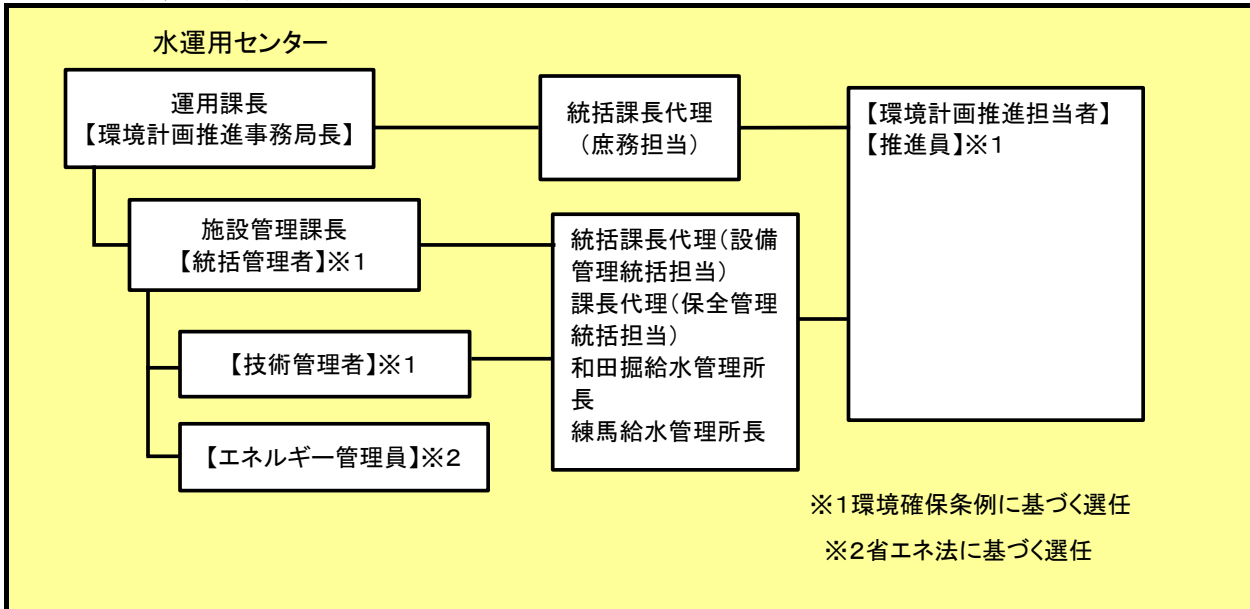 水運用センター
運用課長
【環境計画推進事務局長】
統括課長代理
（庶務担当）
【環境計画推進担当者】
【推進員】※1
施設管理課長
【統括管理者】※1
統括課長代理（設備
管理統括担当）
課長代理（保全管理
統括担当）
和田掘給水管理所
長
練馬給水管理所長
【技術管理者】※1
【エネルギー管理員】※2
※1環境確保条例に基づく選任
※2省エネ法に基づく選任